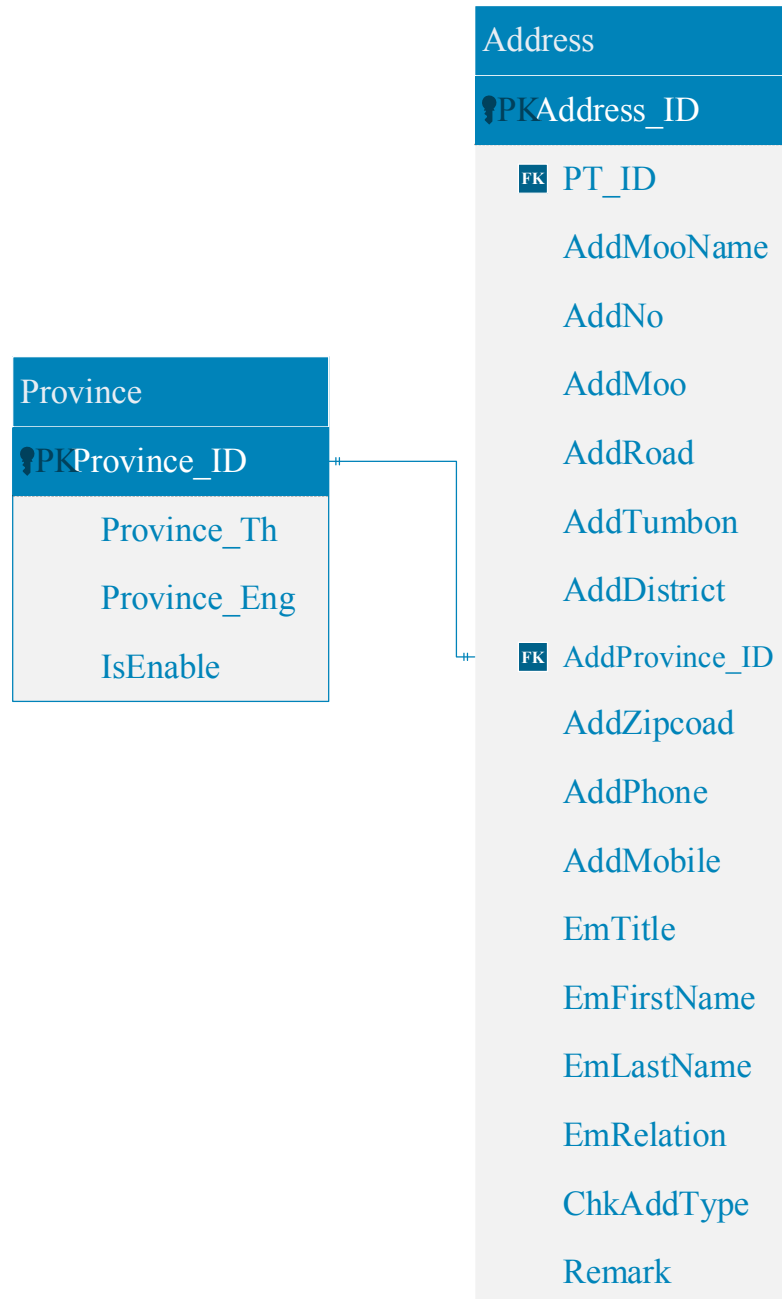 Province
PK Province_ID
Province_Th
Province_Eng
IsEnable
Address
PK Address_ID
FK PT_ID
AddMooName
AddNo
AddMoo
AddRoad
AddTumbon
AddDistrict
FK AddProvince_ID
AddZipcoad
AddPhone
AddMobile
EmTitle
EmFirstName
EmLastName
EmRelation
ChkAddType
Remark